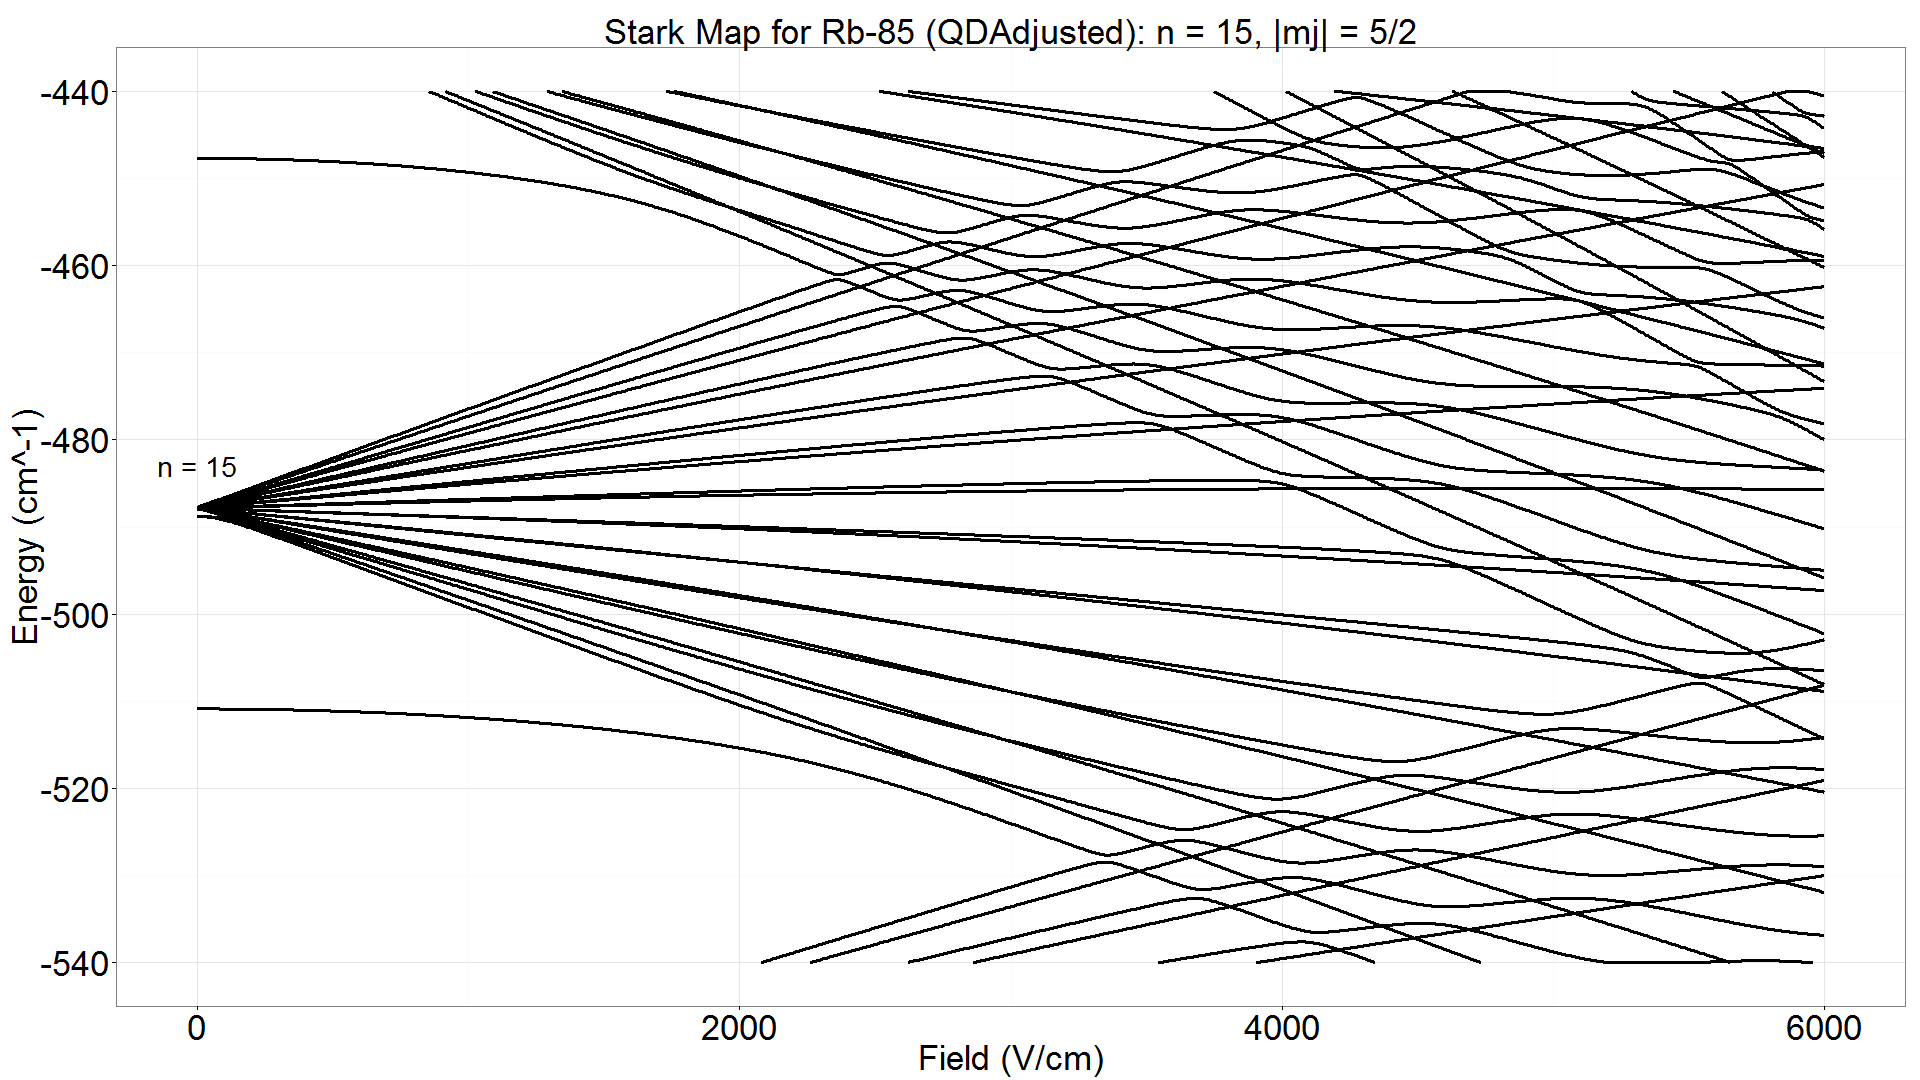 Stark Map for Rb-85 (QDAdjusted): n = 15, |mj| = 5/2
Energy (cm^-1)
-440
-460
-480
-500
-520
-540
n = 15
0
2000
4000
6000
Field (V/cm)